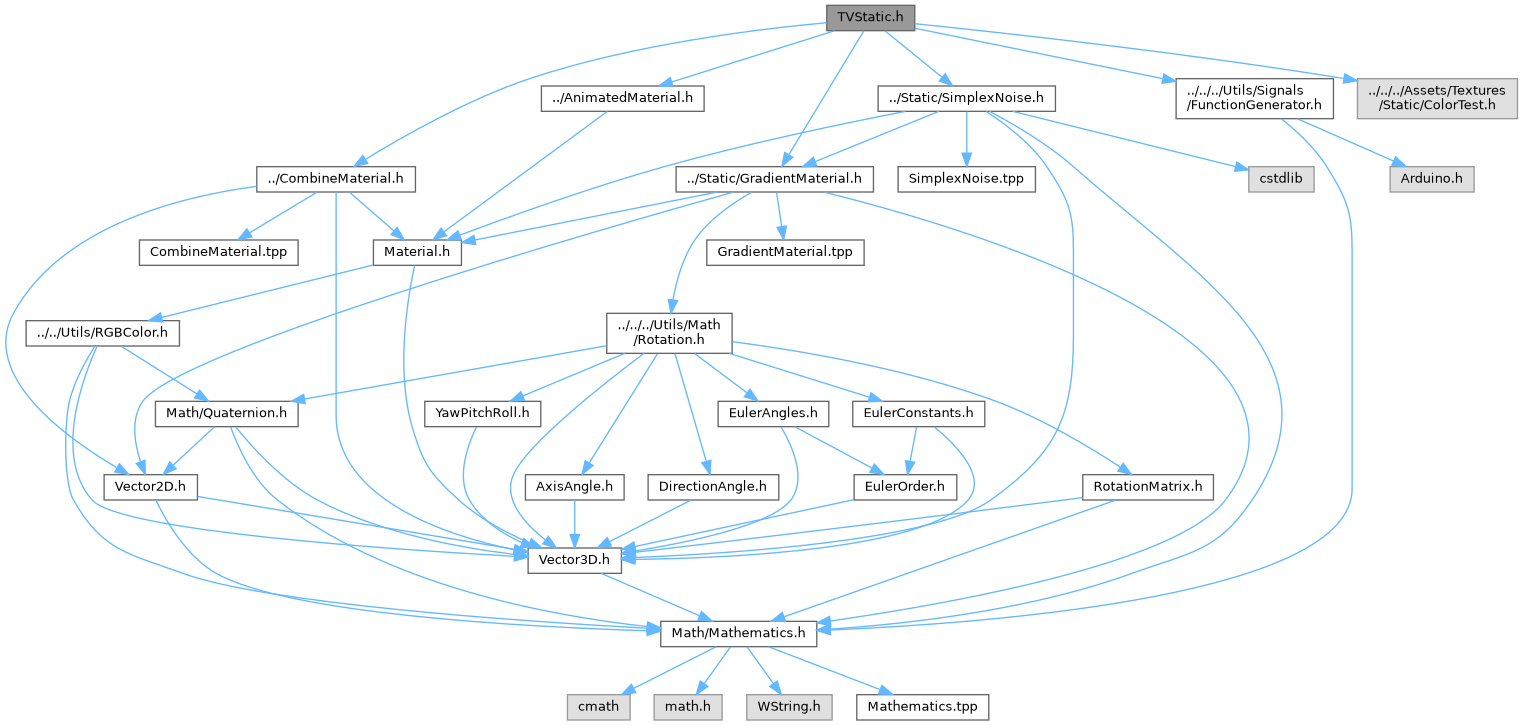 TVStatic.h
../AnimatedMaterial.h
../Static/SimplexNoise.h
../../../Utils/Signals
/FunctionGenerator.h
../../../Assets/Textures
/Static/ColorTest.h
../CombineMaterial.h
../Static/GradientMaterial.h
SimplexNoise.tpp
cstdlib
Arduino.h
CombineMaterial.tpp
Material.h
GradientMaterial.tpp
../../Utils/RGBColor.h
../../../Utils/Math
/Rotation.h
Math/Quaternion.h
YawPitchRoll.h
EulerAngles.h
EulerConstants.h
Vector2D.h
AxisAngle.h
DirectionAngle.h
EulerOrder.h
RotationMatrix.h
Vector3D.h
Math/Mathematics.h
cmath
math.h
WString.h
Mathematics.tpp